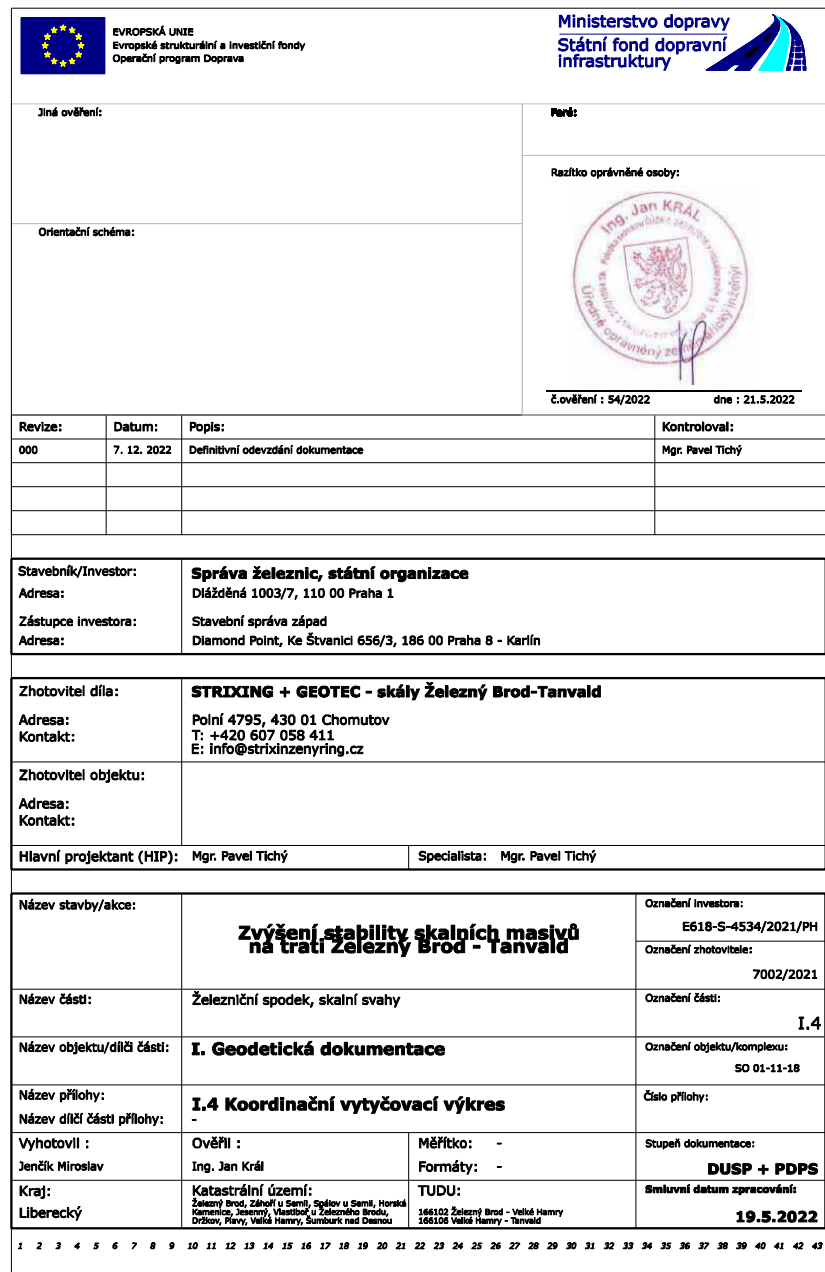 EVROPSKÁ UNIE
Evropské strukturální a investiční fondy
Operační program Doprava
Ministerstvo dopravy
Státní fond dopravní
infrastruktury
Jiná ověření:
Paré:
Razítko oprávněné osoby:
Ing. Jan KRÁL
Úředně oprávněný zeměměřický inženýr
Orientační schéma:
č.ověření : 54/2022 dne : 21.5.2022
Revize: Datum: Popis: Kontroloval:
000 7. 12. 2022 Definitivní odevzdání dokumentace Mgr. Pavel Tichý
Stavebník/Investor: Správa železnic, státní organizace
Adresa: Dlážděná 1003/7, 110 00 Praha 1
Zástupce investora: Stavební správa západ
Adresa: Diamond Point, Ke Štvanici 656/3, 186 00 Praha 8 - Karlín
Zhotovitel díla: STRIXING + GEOTEC - skály Železný Brod-Tanvald
Adresa: Polní 4795, 430 01 Chomutov
Kontakt: T: +420 607 058 411
E: info@strixinzenyring.cz
Zhotovitel objektu:
Adresa:
Kontakt:
Hlavní projektant (HIP): Mgr. Pavel Tichý Specialista: Mgr. Pavel Tichý
Název stavby/akce: Označení investora:
Zvýšení stability skalních masivů
na trati Železný Brod - Tanvald
E618-S-4534/2021/PH
Označení zhotovitele:
7002/2021
Název části: Železniční spodek, skalní svahy Označení části:
I.4
Název objektu/dílčí části: I. Geodetická dokumentace Označení objektu/komplexu:
SO 01-11-18
Název přílohy: I.4 Koordinační vytyčovací výkres Číslo přílohy:
Název dílčí části přílohy: -
Vyhotovil : Ověřil : Měřítko: - Stupeň dokumentace:
Jenčík Miroslav Ing. Jan Král Formáty: - DUSP + PDPS
Kraj: Katastrální území: TUDU: Smluvní datum zpracování:
Liberecký
Železný Brod, Záhoří u Semil, Spálov u Semil, Horská
Kamenice, Jesenný, Vlastiboř u Železného Brodu,
Držkov, Plavy, Velké Hamry, Šumburk nad Desnou
166102 Železný Brod - Velké Hamry
166106 Velké Hamry - Tanvald
19.5.2022
1 2 3 4 5 6 7 8 9 10 11 12 13 14 15 16 17 18 19 20 21 22 23 24 25 26 27 28 29 30 31 32 33 34 35 36 37 38 39 40 41 42 43